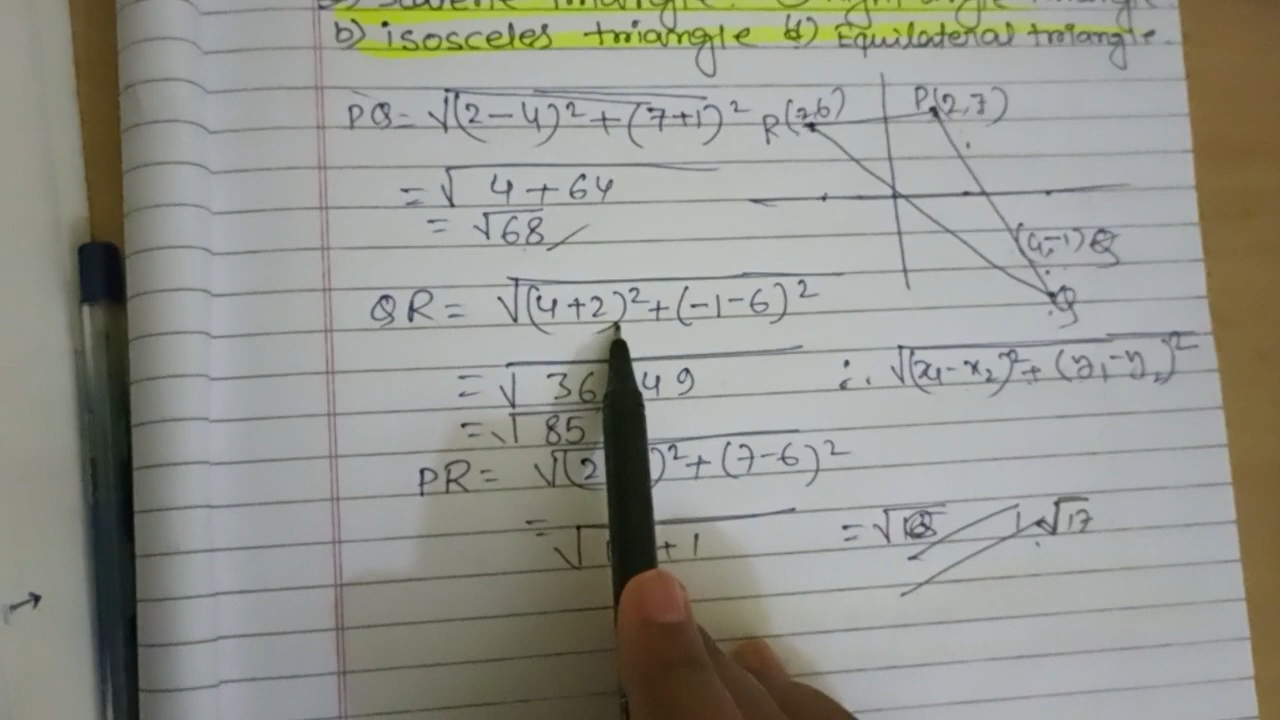 b) isosceles triangle d) Equilateral triangle
PQ = √(2-4)² + (7+1)²
R(2,6)
P(2,7)
= √4+64
= √68
(4,-1) Q
Q
QR = √(4+2)²+(-1-6)²
= √36 49
∴ √(x₁-x₂)²+(y₁-y₂)²
= √85
PR = √(2 )²+(7-6)²
= √ +1
= √17